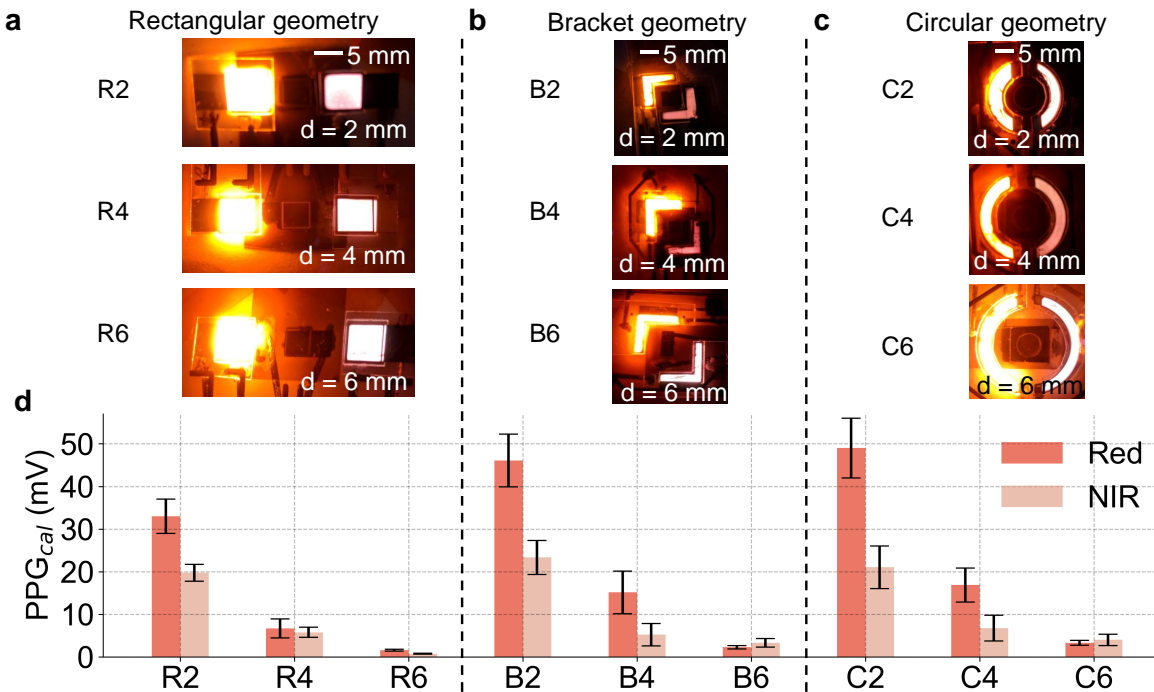 a
Rectangular geometry
R2
5 mm
d = 2 mm
R4
d = 4 mm
R6
d = 6 mm
b
Bracket geometry
B2
5 mm
d = 2 mm
B4
d = 4 mm
B6
d = 6 mm
c
Circular geometry
C2
5 mm
d = 2 mm
C4
d = 4 mm
C6
d = 6 mm
d
PPGcal (mV)
50
40
30
20
10
0
Red
NIR
R2 R4 R6 B2 B4 B6 C2 C4 C6